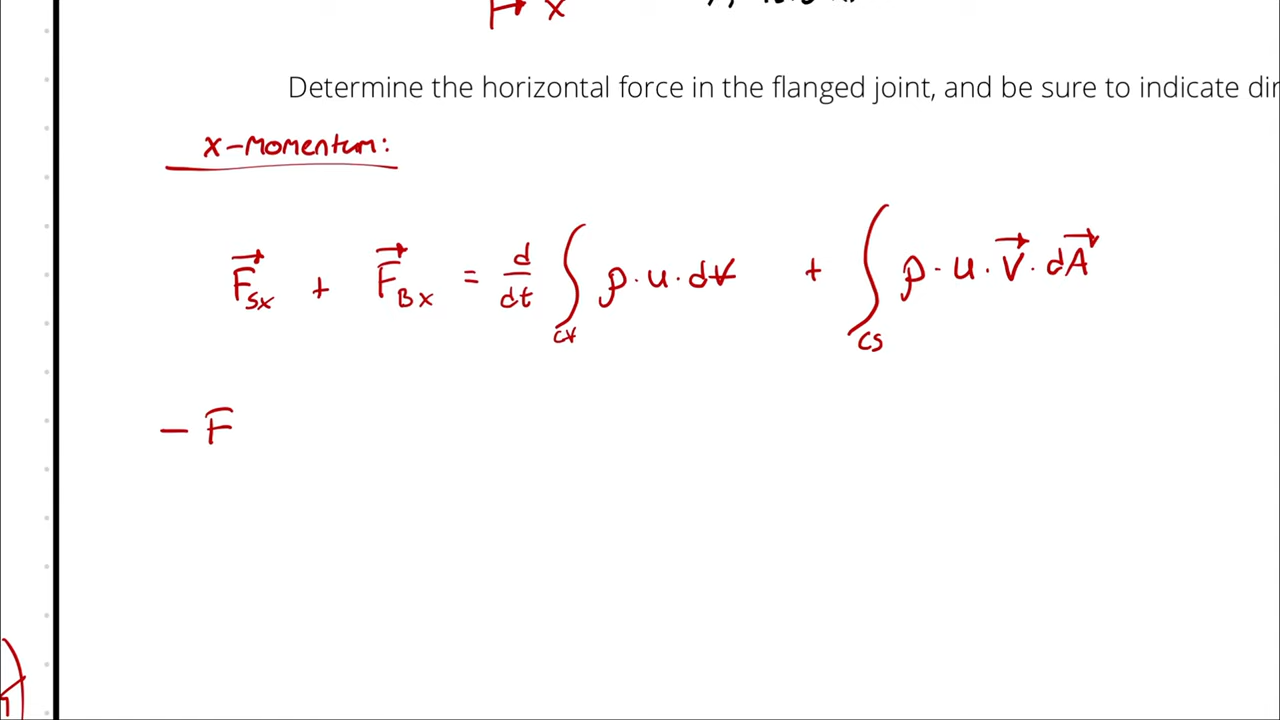 x
Determine the horizontal force in the flanged joint, and be sure to indicate
x-Momentum:
F⃗Sx + F⃗Bx = d/dt ∫CV ρ·u·dV + ∫CS ρ·u·V⃗·dA⃗
− F